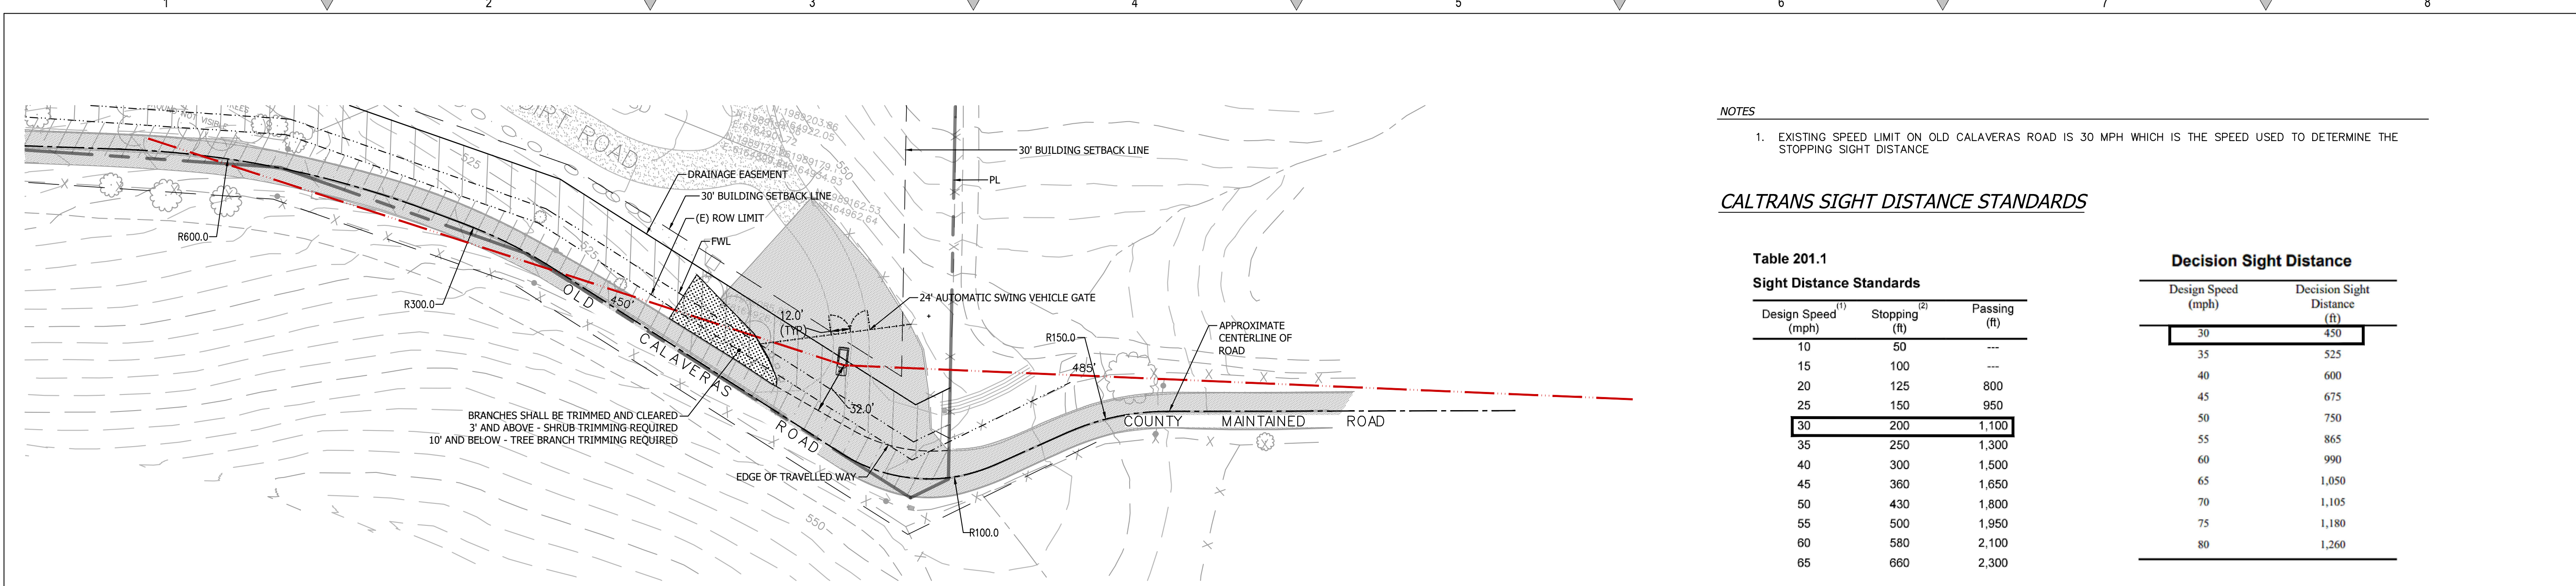 1 2 3 4 5 6 7 8
DIRT ROAD
525
550
DRAINAGE EASEMENT
30' BUILDING SETBACK LINE
(E) ROW LIMIT
FWL
30' BUILDING SETBACK LINE
PL
R600.0
R300.0
525
450'
12.0'
(TYP)
24' AUTOMATIC SWING VEHICLE GATE
OLD CALAVERAS ROAD
32.0'
485'
R150.0
APPROXIMATE
CENTERLINE OF
ROAD
COUNTY MAINTAINED ROAD
BRANCHES SHALL BE TRIMMED AND CLEARED
3' AND ABOVE - SHRUB TRIMMING REQUIRED
10' AND BELOW - TREE BRANCH TRIMMING REQUIRED
EDGE OF TRAVELLED WAY
R100.0
550
NOTES
1. EXISTING SPEED LIMIT ON OLD CALAVERAS ROAD IS 30 MPH WHICH IS THE SPEED USED TO DETERMINE THE
STOPPING SIGHT DISTANCE
CALTRANS SIGHT DISTANCE STANDARDS
Table 201.1
Sight Distance Standards
Design Speed (1) Stopping (2) Passing
(mph) (ft) (ft)
10 50 ---
15 100 ---
20 125 800
25 150 950
30 200 1,100
35 250 1,300
40 300 1,500
45 360 1,650
50 430 1,800
55 500 1,950
60 580 2,100
65 660 2,300
Decision Sight Distance
Design Speed Decision Sight
(mph) Distance
(ft)
30 450
35 525
40 600
45 675
50 750
55 865
60 990
65 1,050
70 1,105
75 1,180
80 1,260